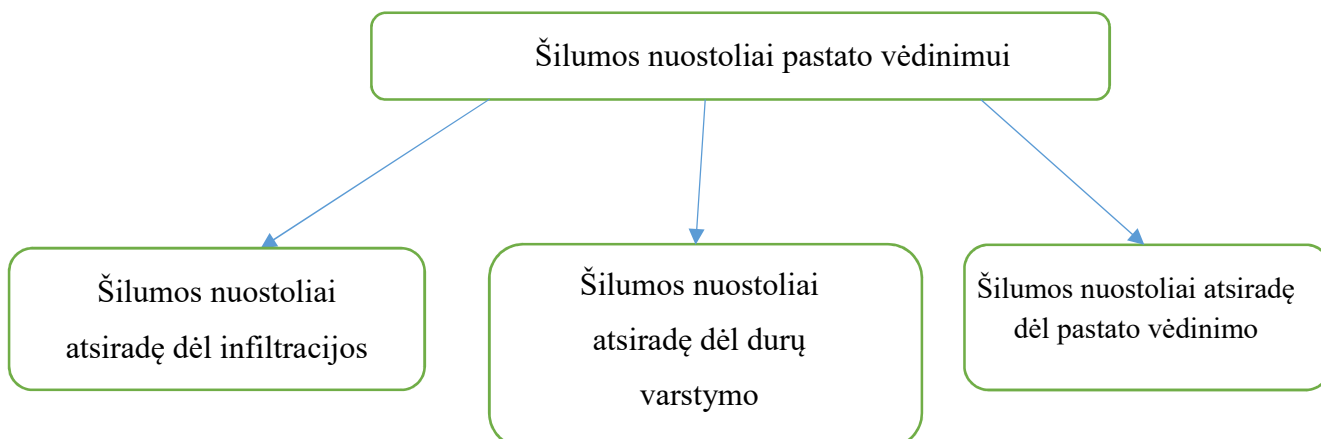 Šilumos nuostoliai pastato vėdinimui
Šilumos nuostoliai
atsiradę dėl infiltracijos
Šilumos nuostoliai
atsiradę dėl durų
varstymo
Šilumos nuostoliai atsiradę
dėl pastato vėdinimo